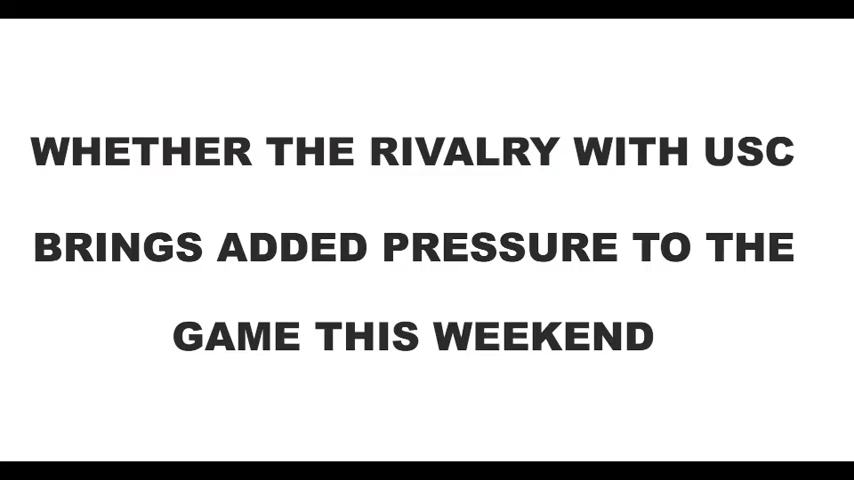 WHETHER THE RIVALRY WITH USC
BRINGS ADDED PRESSURE TO THE
GAME THIS WEEKEND